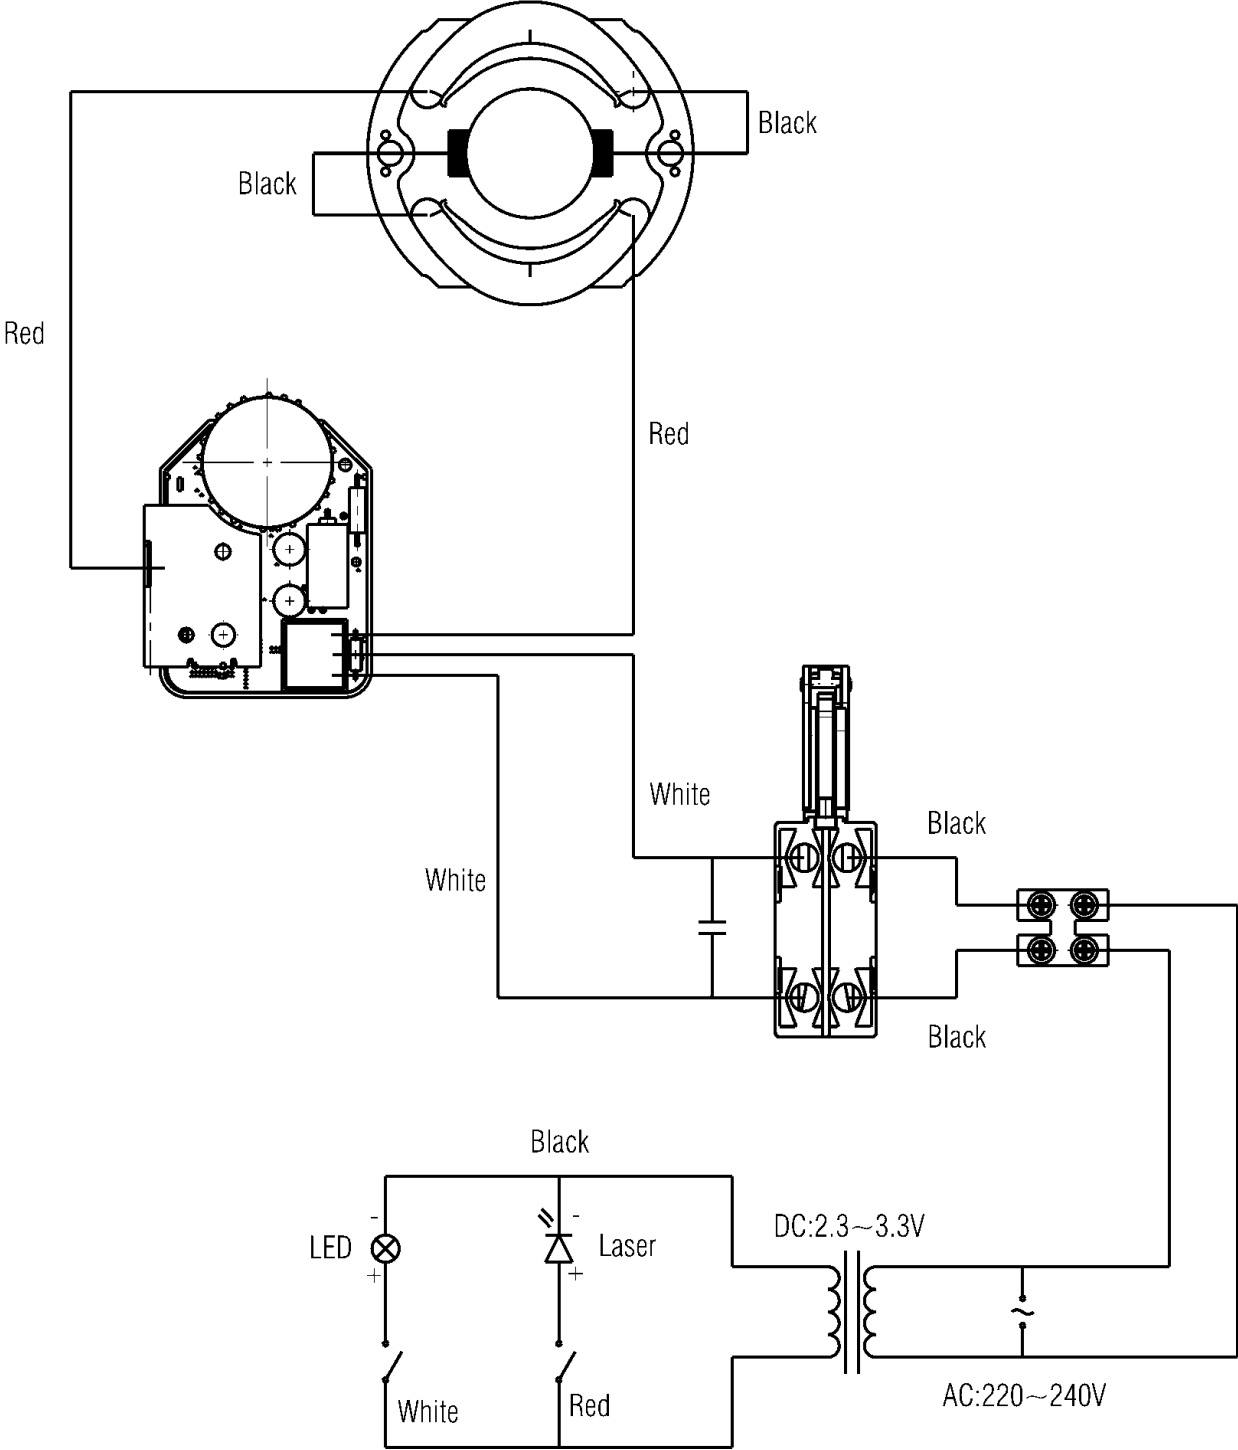 Black
Black
Red
Red
White
Black
White
Black
Black
DC:2.3~3.3V
-
-
LED
Laser
+
+
~
AC:220~240V
White
Red